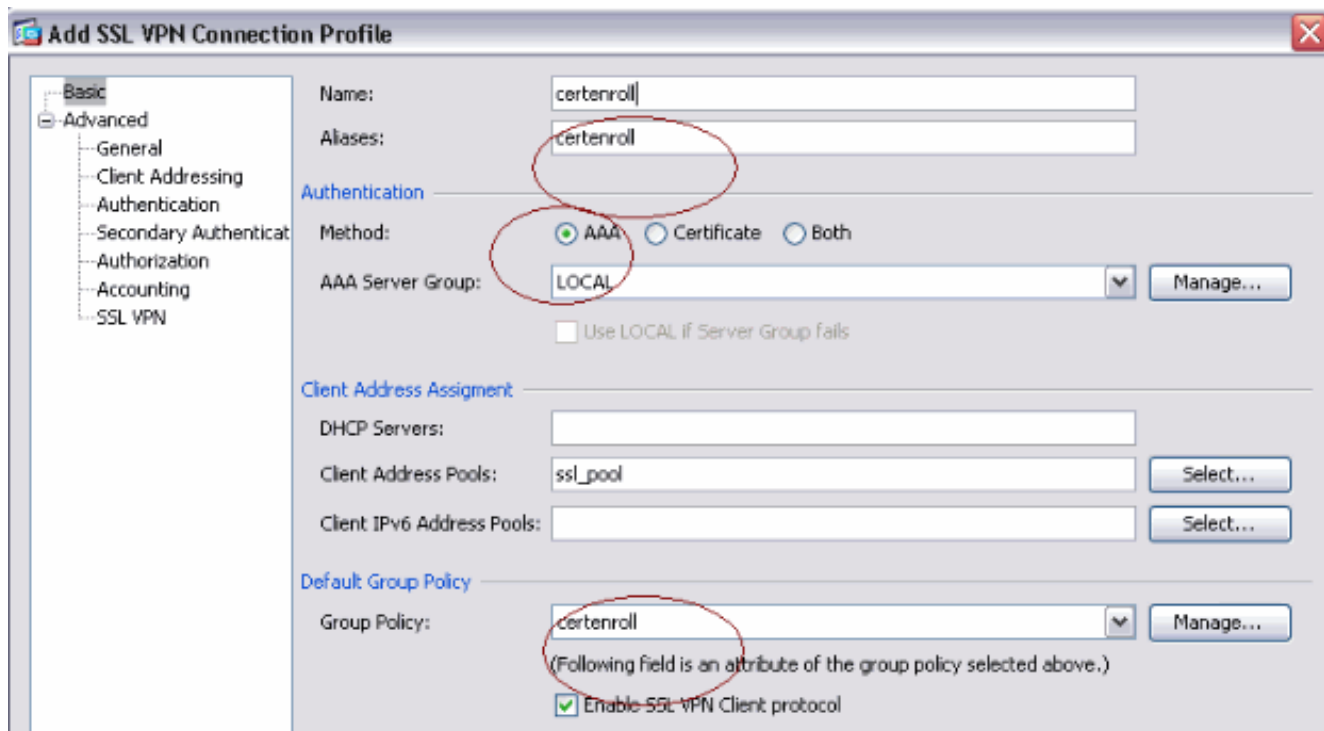 Add SSL VPN Connection Profile
Basic
Advanced
General
Client Addressing
Authentication
Secondary Authenticat
Authorization
Accounting
SSL VPN
Name: certenroll
Aliases: certenroll
Authentication
Method: AAA Certificate Both
AAA Server Group: LOCAL Manage...
Use LOCAL if Server Group fails
Client Address Assigment
DHCP Servers:
Client Address Pools: ssl_pool Select...
Client IPv6 Address Pools: Select...
Default Group Policy
Group Policy: certenroll Manage...
(Following field is an attribute of the group policy selected above.)
Enable SSL VPN Client protocol